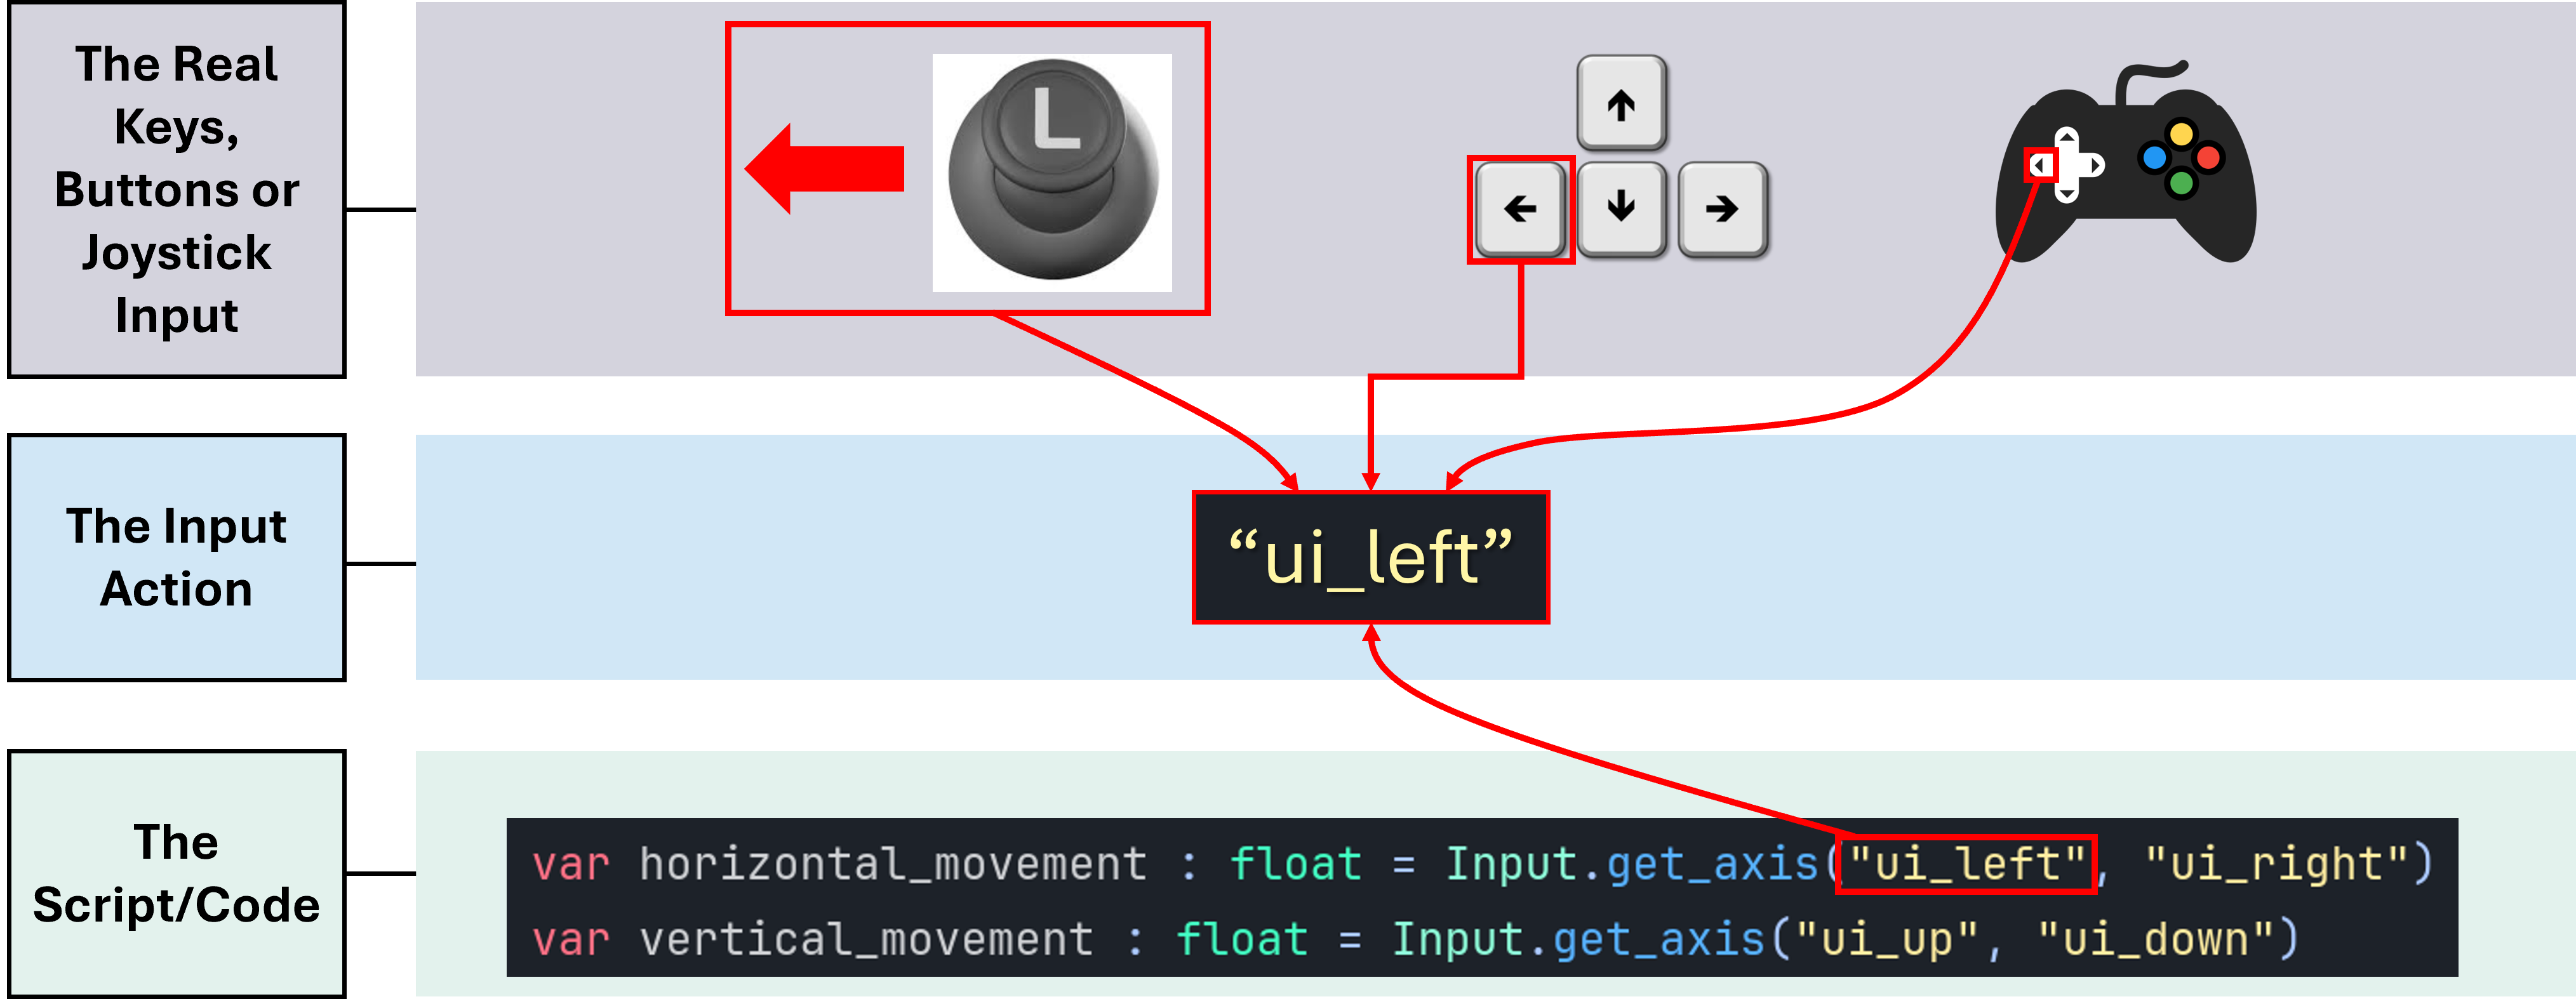 The Real
Keys,
Buttons or
Joystick
Input
L
The Input
Action
“ui_left”
The
Script/Code
var horizontal_movement : float = Input.get_axis("ui_left", "ui_right")
var vertical_movement : float = Input.get_axis("ui_up", "ui_down")